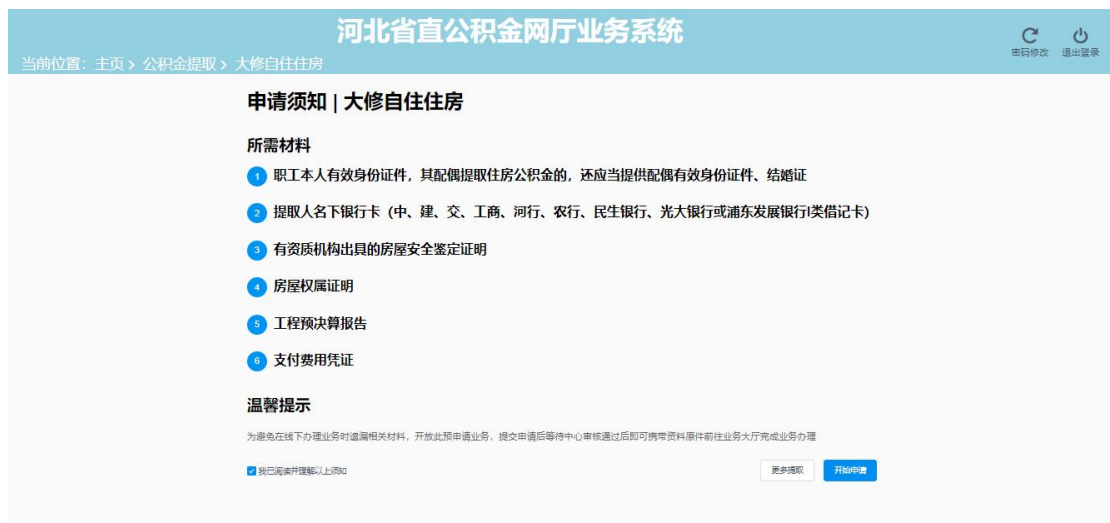 河北省直公积金网厅业务系统
密码修改 退出登录
当前位置：主页 > 公积金提取 > 大修自住住房
申请须知 | 大修自住住房
所需材料
1 职工本人有效身份证件，其配偶提取住房公积金的，还应当提供配偶有效身份证件、结婚证
2 提取人名下银行卡（中、建、交、工商、河行、农行、民生银行、光大银行或浦东发展银行I类借记卡）
3 有资质机构出具的房屋安全鉴定证明
4 房屋权属证明
5 工程预决算报告
6 支付费用凭证
温馨提示
为避免在线下办理业务时遗漏相关材料，开放此预申请业务，提交申请后等待中心审核通过后即可携带资料原件前往业务大厅完成业务办理
我已阅读并理解以上须知 更多提取 开始申请